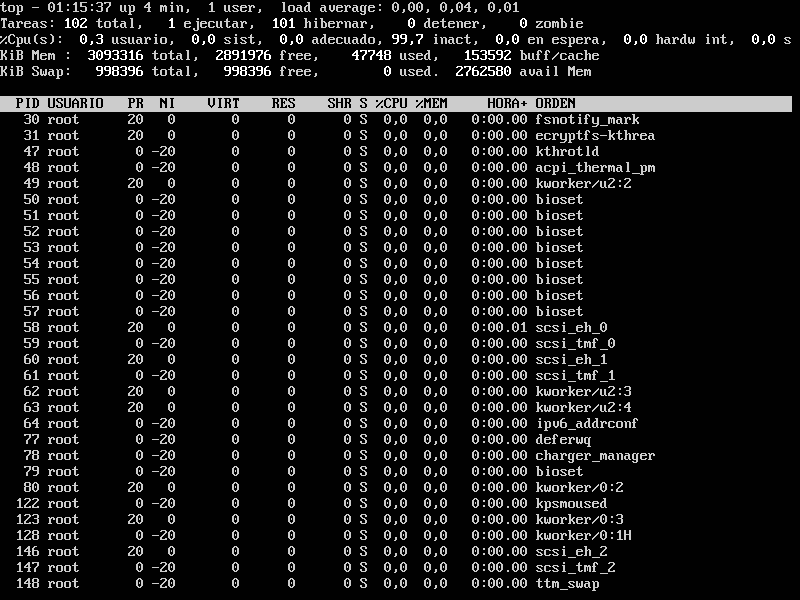 top - 01:15:37 up 4 min,  1 user,  load average: 0,00, 0,04, 0,01
Tareas: 102 total,   1 ejecutar, 101 hibernar,    0 detener,    0 zombie
%Cpu(s):  0,3 usuario,  0,0 sist,  0,0 adecuado, 99,7 inact,  0,0 en espera,  0,0 hardw int,  0,0 s
KiB Mem :  3093316 total,  2891976 free,    47748 used,   153592 buff/cache
KiB Swap:   998396 total,   998396 free,        0 used.  2762580 avail Mem
PID USUARIO   PR  NI    VIRT    RES    SHR S %CPU %MEM     HORA+ ORDEN
30 root      20   0       0      0      0 S  0,0  0,0   0:00.00 fsnotify_mark
31 root      20   0       0      0      0 S  0,0  0,0   0:00.00 ecryptfs-kthrea
47 root       0 -20       0      0      0 S  0,0  0,0   0:00.00 kthrotld
48 root       0 -20       0      0      0 S  0,0  0,0   0:00.00 acpi_thermal_pm
49 root      20   0       0      0      0 S  0,0  0,0   0:00.00 kworker/u2:2
50 root       0 -20       0      0      0 S  0,0  0,0   0:00.00 bioset
51 root       0 -20       0      0      0 S  0,0  0,0   0:00.00 bioset
52 root       0 -20       0      0      0 S  0,0  0,0   0:00.00 bioset
53 root       0 -20       0      0      0 S  0,0  0,0   0:00.00 bioset
54 root       0 -20       0      0      0 S  0,0  0,0   0:00.00 bioset
55 root       0 -20       0      0      0 S  0,0  0,0   0:00.00 bioset
56 root       0 -20       0      0      0 S  0,0  0,0   0:00.00 bioset
57 root       0 -20       0      0      0 S  0,0  0,0   0:00.00 bioset
58 root      20   0       0      0      0 S  0,0  0,0   0:00.01 scsi_eh_0
59 root       0 -20       0      0      0 S  0,0  0,0   0:00.00 scsi_tmf_0
60 root      20   0       0      0      0 S  0,0  0,0   0:00.00 scsi_eh_1
61 root       0 -20       0      0      0 S  0,0  0,0   0:00.00 scsi_tmf_1
62 root      20   0       0      0      0 S  0,0  0,0   0:00.00 kworker/u2:3
63 root      20   0       0      0      0 S  0,0  0,0   0:00.00 kworker/u2:4
64 root       0 -20       0      0      0 S  0,0  0,0   0:00.00 ipv6_addrconf
77 root       0 -20       0      0      0 S  0,0  0,0   0:00.00 deferwq
78 root       0 -20       0      0      0 S  0,0  0,0   0:00.00 charger_manager
79 root       0 -20       0      0      0 S  0,0  0,0   0:00.00 bioset
80 root      20   0       0      0      0 S  0,0  0,0   0:00.00 kworker/0:2
122 root       0 -20       0      0      0 S  0,0  0,0   0:00.00 kpsmoused
123 root      20   0       0      0      0 S  0,0  0,0   0:00.00 kworker/0:3
128 root       0 -20       0      0      0 S  0,0  0,0   0:00.00 kworker/0:1H
146 root      20   0       0      0      0 S  0,0  0,0   0:00.00 scsi_eh_2
147 root       0 -20       0      0      0 S  0,0  0,0   0:00.00 scsi_tmf_2
148 root       0 -20       0      0      0 S  0,0  0,0   0:00.00 ttm_swap